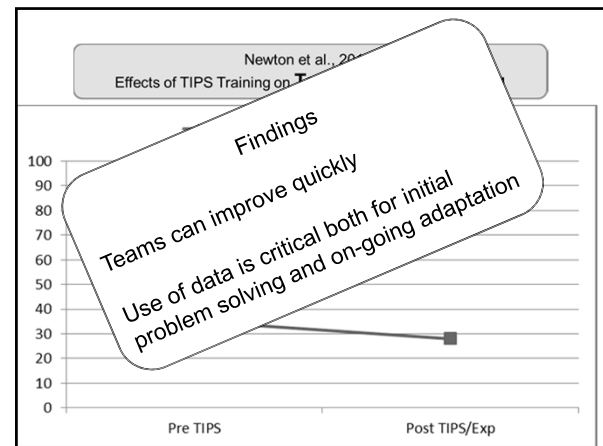 Newton et al.,
Effects of TIPS Training on
Findings
Teams can improve quickly
Use of data is critical both for initial
problem solving and on-going adaptation
100
90
80
70
60
50
40
30
20
10
0
Pre TIPS
Post TIPS/Exp